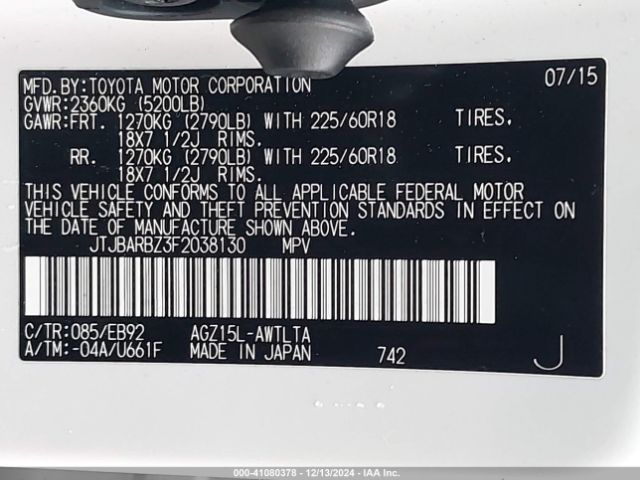 MFD.BY:TOYOTA MOTOR CORPORATION 07/15
GVWR:2360KG (5200LB)
GAWR:FRT. 1270KG (2790LB) WITH 225/60R18 TIRES.
18X7 1/2J RIMS.
RR. 1270KG (2790LB) WITH 225/60R18 TIRES.
18X7 1/2J RIMS.
THIS VEHICLE CONFORMS TO ALL APPLICABLE FEDERAL MOTOR
VEHICLE SAFETY AND THEFT PREVENTION STANDARDS IN EFFECT ON
THE DATE OF MANUFACTURE SHOWN ABOVE.
JTJBARBZ3F2038130 MPV
C/TR:085/EB92 AGZ15L-AWTLTA
A/TM:-04A/U661F MADE IN JAPAN 742 J
000-41080378 - 12/13/2024 - IAA Inc.